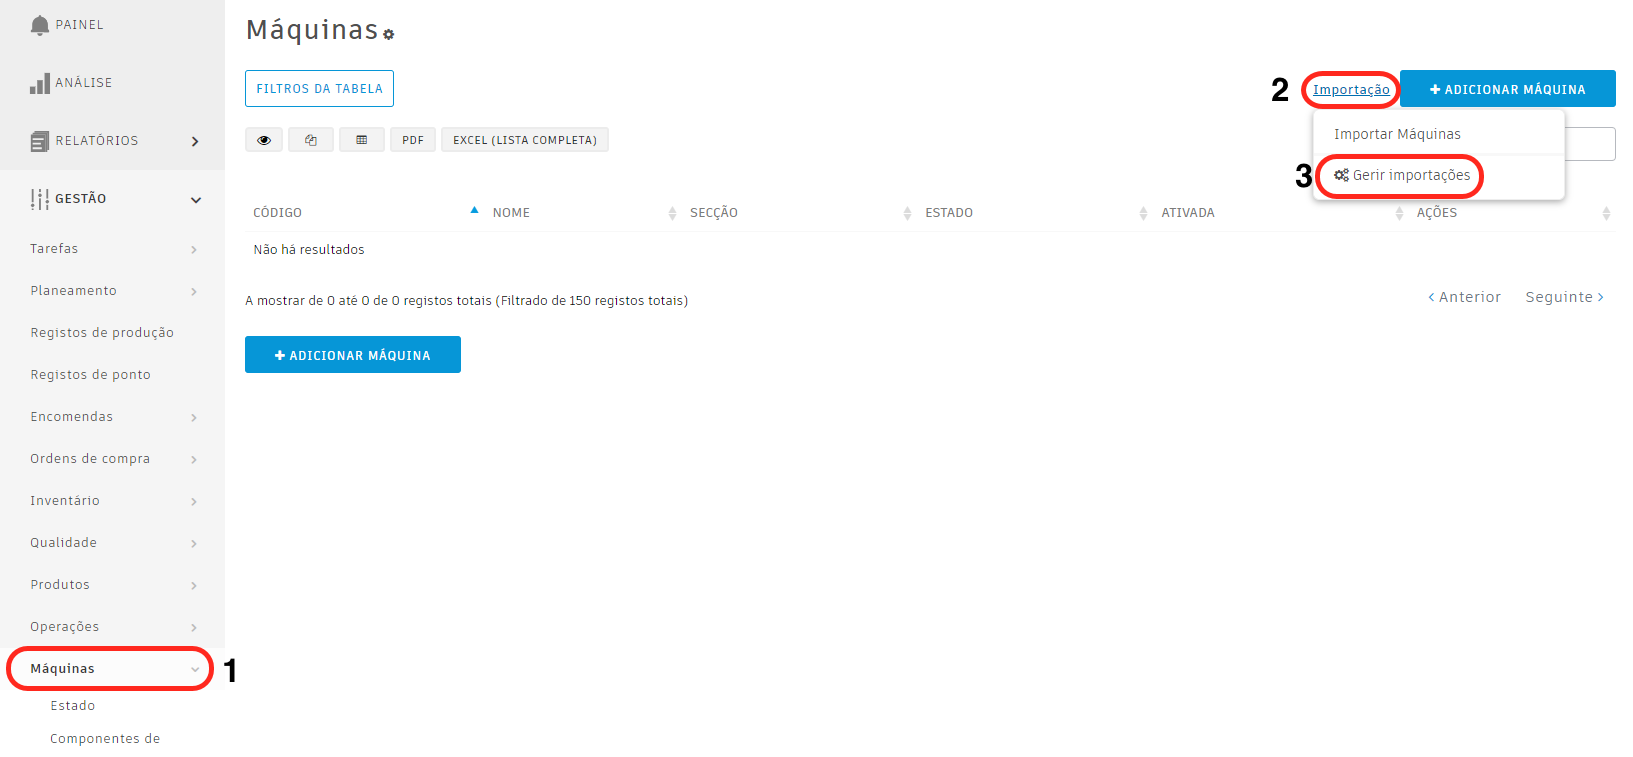 PAINEL
ANÁLISE
RELATÓRIOS
GESTÃO
Tarefas
Planeamento
Registos de produção
Registos de ponto
Encomendas
Ordens de compra
Inventário
Qualidade
Produtos
Operações
Máquinas 1
Estado
Componentes de
Máquinas
FILTROS DA TABELA
2 Importação ADICIONAR MÁQUINA
Importar Máquinas
3 Gerir importações
PDF EXCEL (LISTA COMPLETA)
CÓDIGO NOME SECÇÃO ESTADO ATIVADA AÇÕES
Não há resultados
A mostrar de 0 até 0 de 0 registos totais (Filtrado de 150 registos totais)
Anterior Seguinte
ADICIONAR MÁQUINA